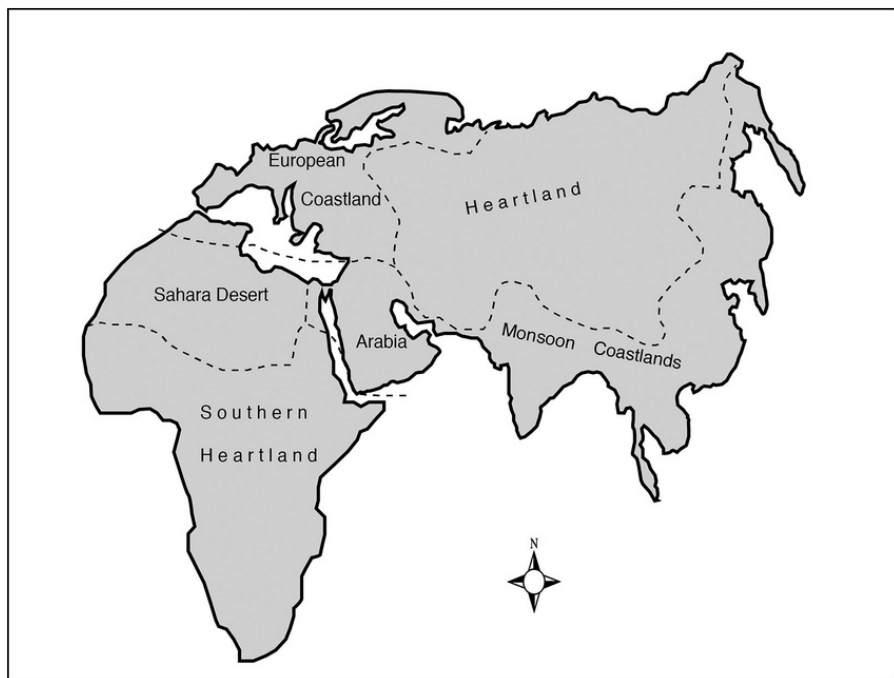 European
Coastland
Heartland
Sahara Desert
Arabia
Monsoon Coastlands
Southern
Heartland
N